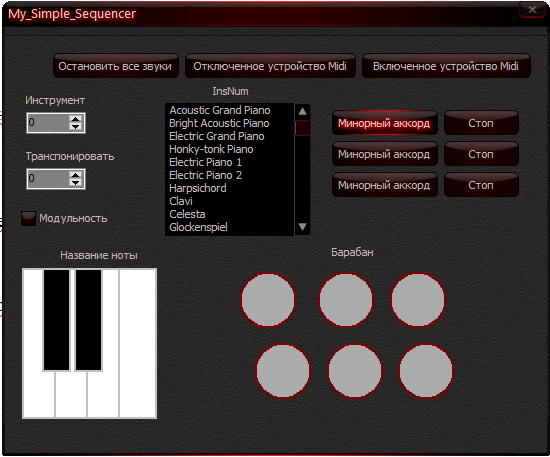 My_Simple_Sequencer
Остановить все звуки
Отключенное устройство Midi
Включенное устройство Midi
Инструмент
0
Транспонировать
0
Модульность
InsNum
Acoustic Grand Piano
Bright Acoustic Piano
Electric Grand Piano
Honky-tonk Piano
Electric Piano 1
Electric Piano 2
Harpsichord
Clavi
Celesta
Glockenspiel
Минорный аккорд
Стоп
Минорный аккорд
Стоп
Минорный аккорд
Стоп
Название ноты
Барабан